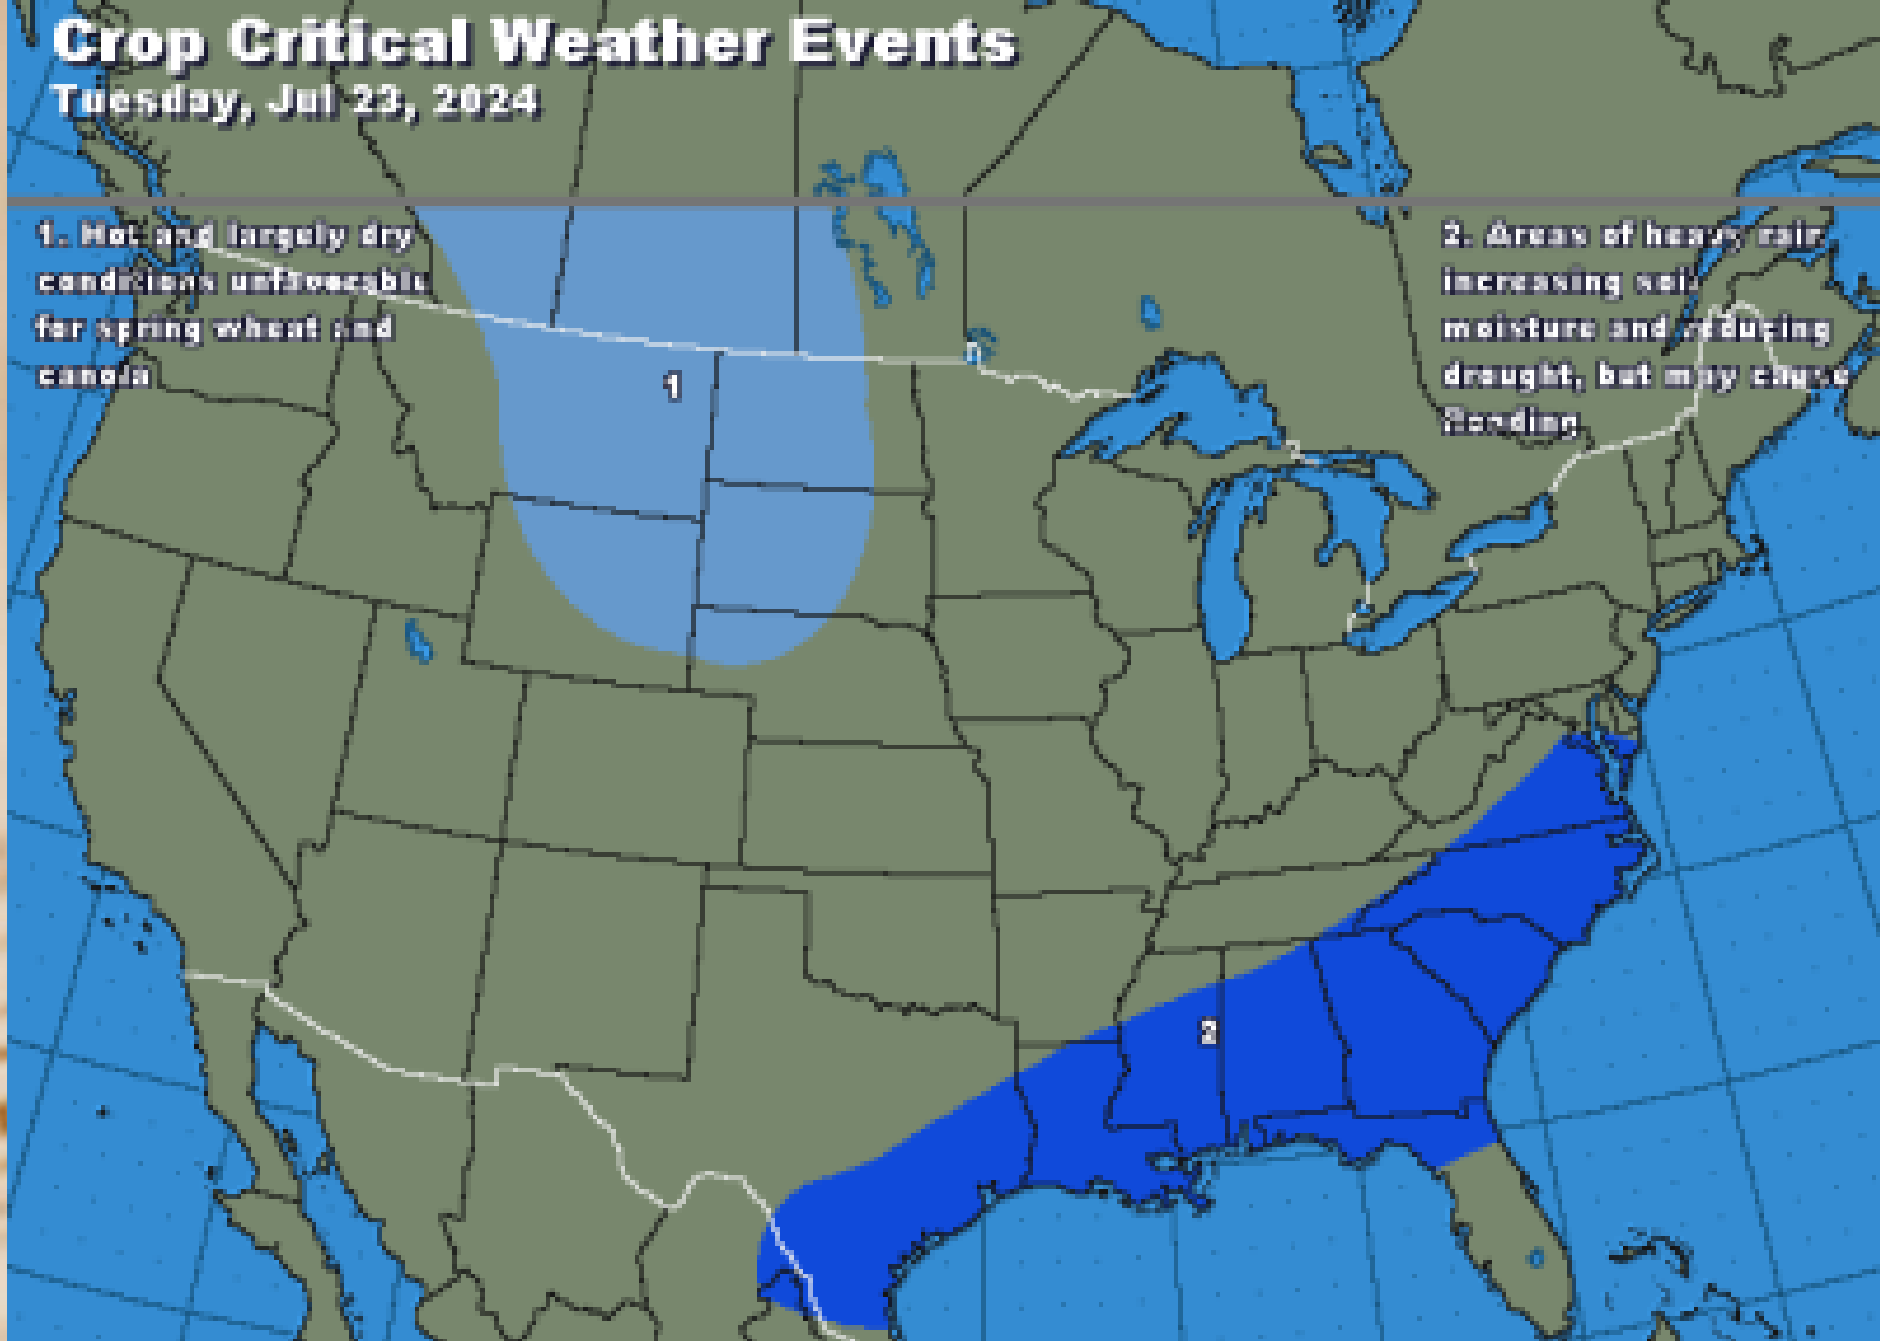 Crop Critical Weather Events
Tuesday, Jul 23, 2024
1. Hot and largely dry
conditions unfavorable
for spring wheat and
canola
2. Areas of heavy rain
increasing soil
moisture and reducing
drought, but may cause
flooding
1
2